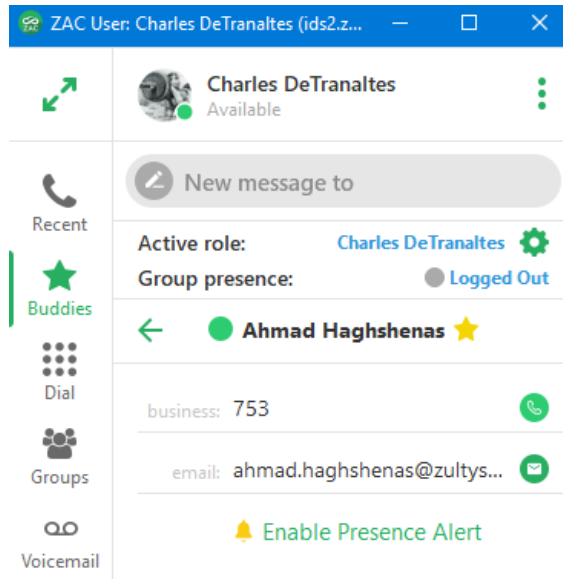 ZAC User: Charles DeTranaltes (ids2.z...
ZAC
Charles DeTranaltes
Available
New message to
Recent
Active role: Charles DeTranaltes
Group presence: Logged Out
Buddies
Ahmad Haghshenas
Dial
business: 753
Groups
email: ahmad.haghshenas@zultys...
Enable Presence Alert
Voicemail